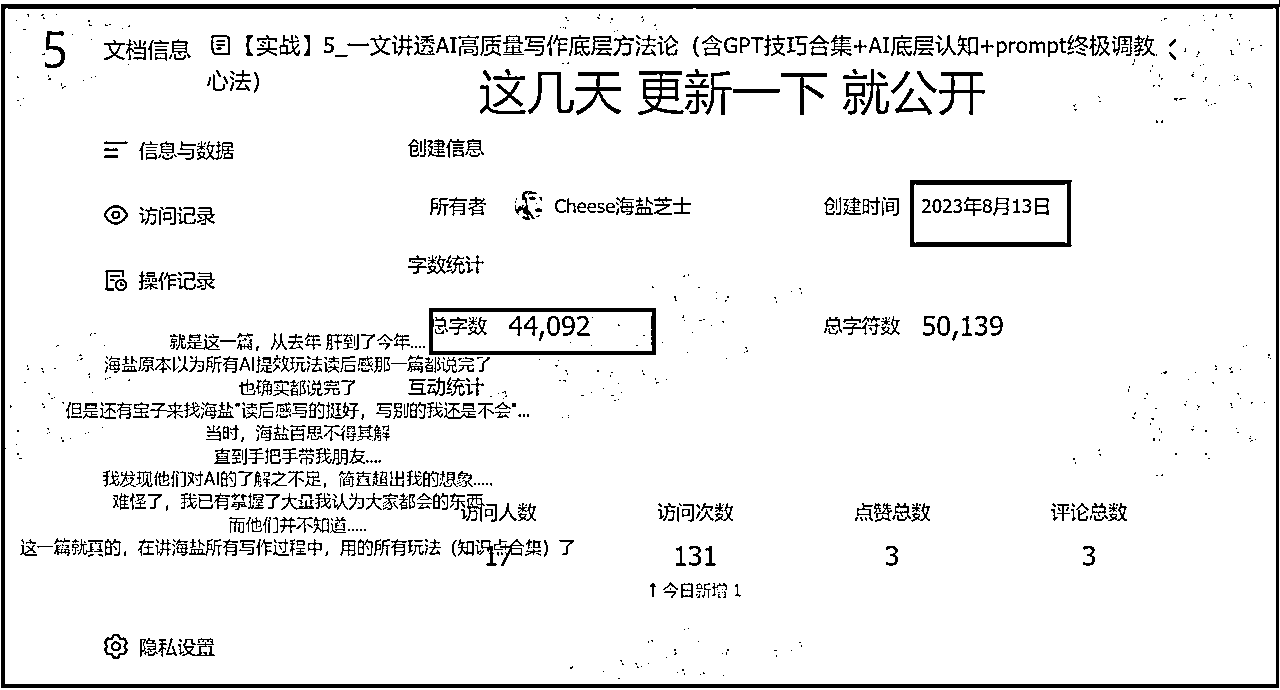 5
文档信息
【实战】5_一文讲透AI高质量写作底层方法论（含GPT技巧合集+AI底层认知+prompt终极调教
心法）
这几天 更新一下 就公开
信息与数据
创建信息
访问记录
所有者 Cheese海盐芝士
创建时间 2023年8月13日
操作记录
字数统计
总字数 44,092
总字符数 50,139
就是这一篇，从去年 肝到了今年....
海盐原本以为所有AI提效玩法读后感那一篇都说完了
也确实都说完了
互动统计
但是还有宝子来找海盐“读后感写的挺好，写别的我还是不会”...
当时，海盐百思不得其解
直到手把手带我朋友....
我发现他们对AI的了解之不足，简直超出我的想象.....
难怪了，我已有掌握了大量我认为大家都会的东西
而他们并不知道.....
这一篇就真的，在讲海盐所有写作过程中，用的所有玩法（知识点合集）了
访问人数 访问次数 点赞总数 评论总数
17 131 3 3
↑ 今日新增 1
隐私设置